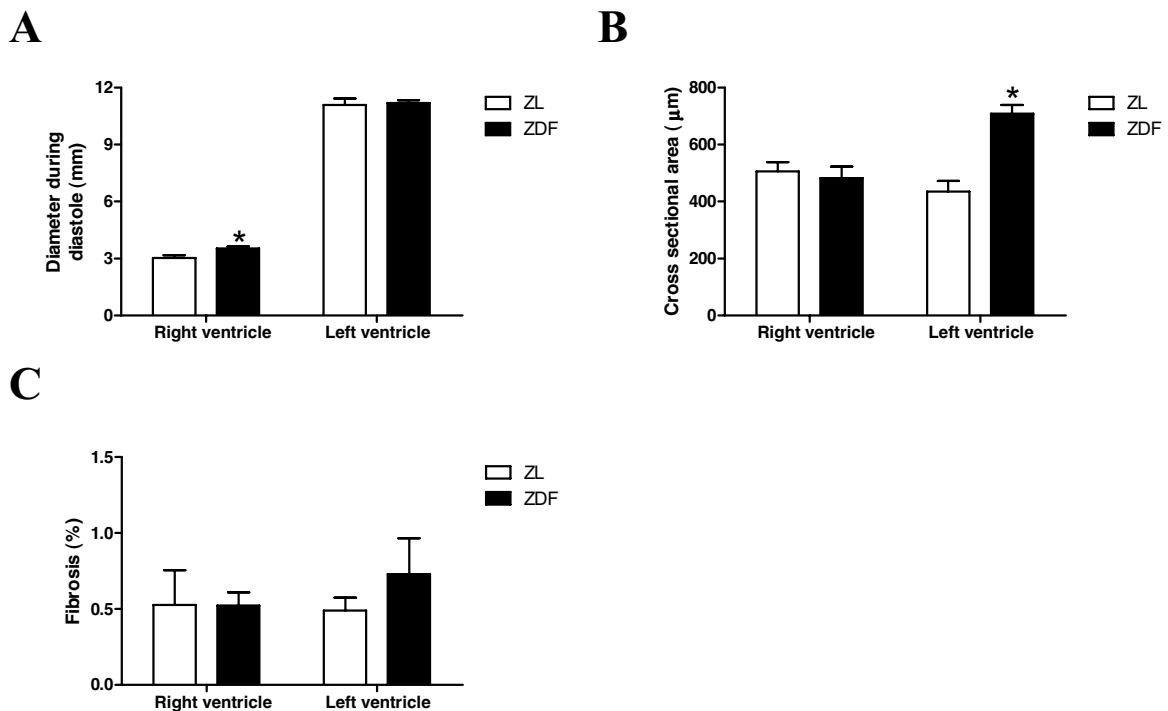 A
Diameter during
diastole (mm)
12
9
6
3
0
Right ventricle
Left ventricle
ZL
ZDF
*
B
Cross sectional area ( μm)
800
600
400
200
0
Right ventricle
Left ventricle
ZL
ZDF
*
C
Fibrosis (%)
1.5
1.0
0.5
0.0
Right ventricle
Left ventricle
ZL
ZDF